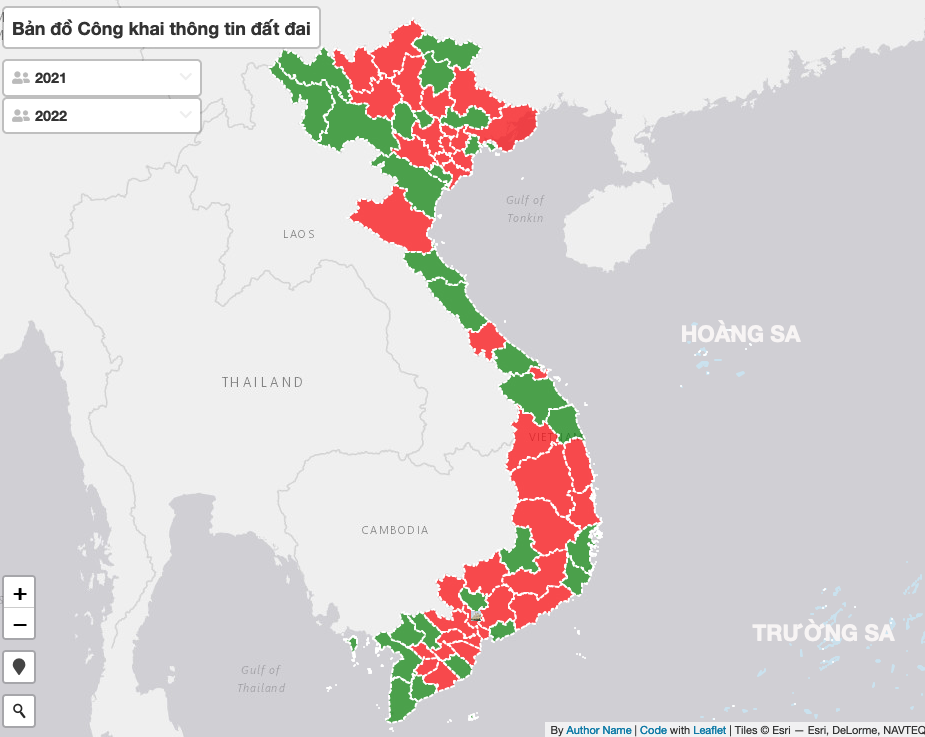 Bản đồ Công khai thông tin đất đai
2021
2022
Gulf of
Tonkin
LAOS
HOÀNG SA
THAILAND
VIETNAM
CAMBODIA
+
−
TRƯỜNG SA
Gulf of
Thailand
By Author Name | Code with Leaflet | Tiles © Esri — Esri, DeLorme, NAVTEQ